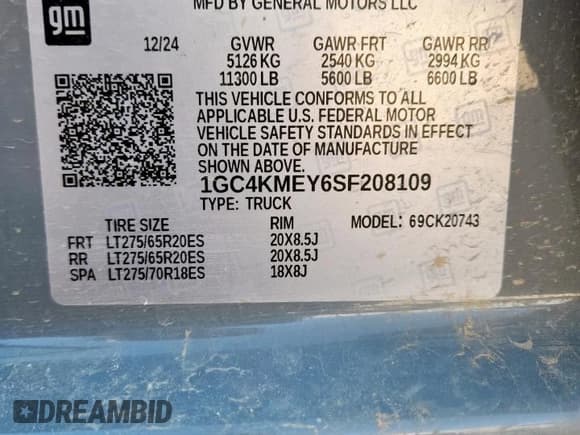 gm
MFD BY GENERAL MOTORS LLC
12/24 GVWR GAWR FRT GAWR RR
5126 KG 2540 KG 2994 KG
11300 LB 5600 LB 6600 LB
THIS VEHICLE CONFORMS TO ALL
APPLICABLE U.S. FEDERAL MOTOR
VEHICLE SAFETY STANDARDS IN EFFECT
ON THE DATE OF MANUFACTURE
SHOWN ABOVE.
1GC4KMEY6SF208109
TYPE: TRUCK
TIRE SIZE RIM MODEL: 69CK20743
FRT LT275/65R20ES 20X8.5J
RR LT275/65R20ES 20X8.5J
SPA LT275/70R18ES 18X8J
DREAMBID